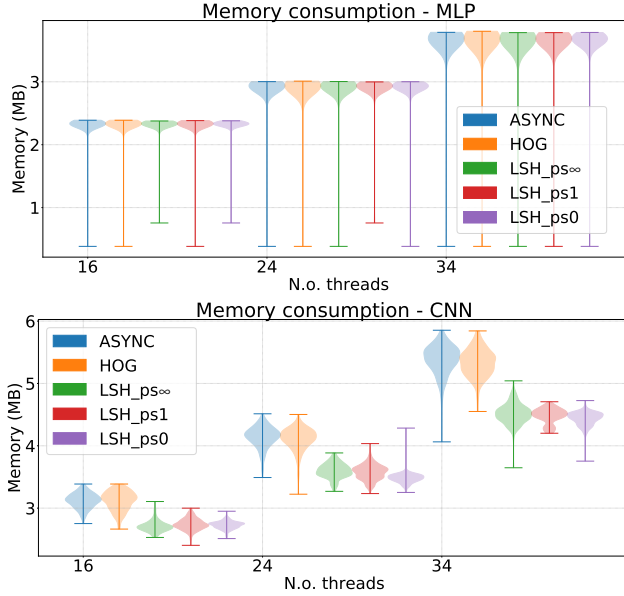 Memory consumption - MLP
Memory (MB)
3
2
1
ASYNC
HOG
LSH_ps∞
LSH_ps1
LSH_ps0
16
24
34
N.o. threads
Memory consumption - CNN
Memory (MB)
6
5
4
3
ASYNC
HOG
LSH_ps∞
LSH_ps1
LSH_ps0
16
24
34
N.o. threads